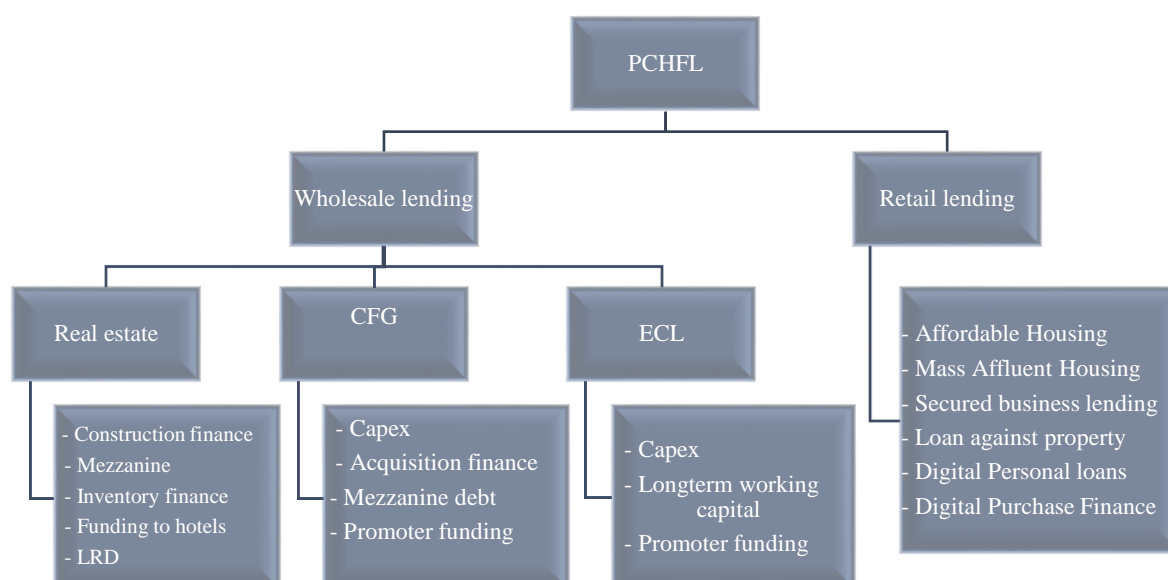 PCHFL
Wholesale lending
Retail lending
Real estate
CFG
ECL
- Construction finance
- Mezzanine
- Inventory finance
- Funding to hotels
- LRD
- Capex
- Acquisition finance
- Mezzanine debt
- Promoter funding
- Capex
- Longterm working
capital
- Promoter funding
- Affordable Housing
- Mass Affluent Housing
- Secured business lending
- Loan against property
- Digital Personal loans
- Digital Purchase Finance